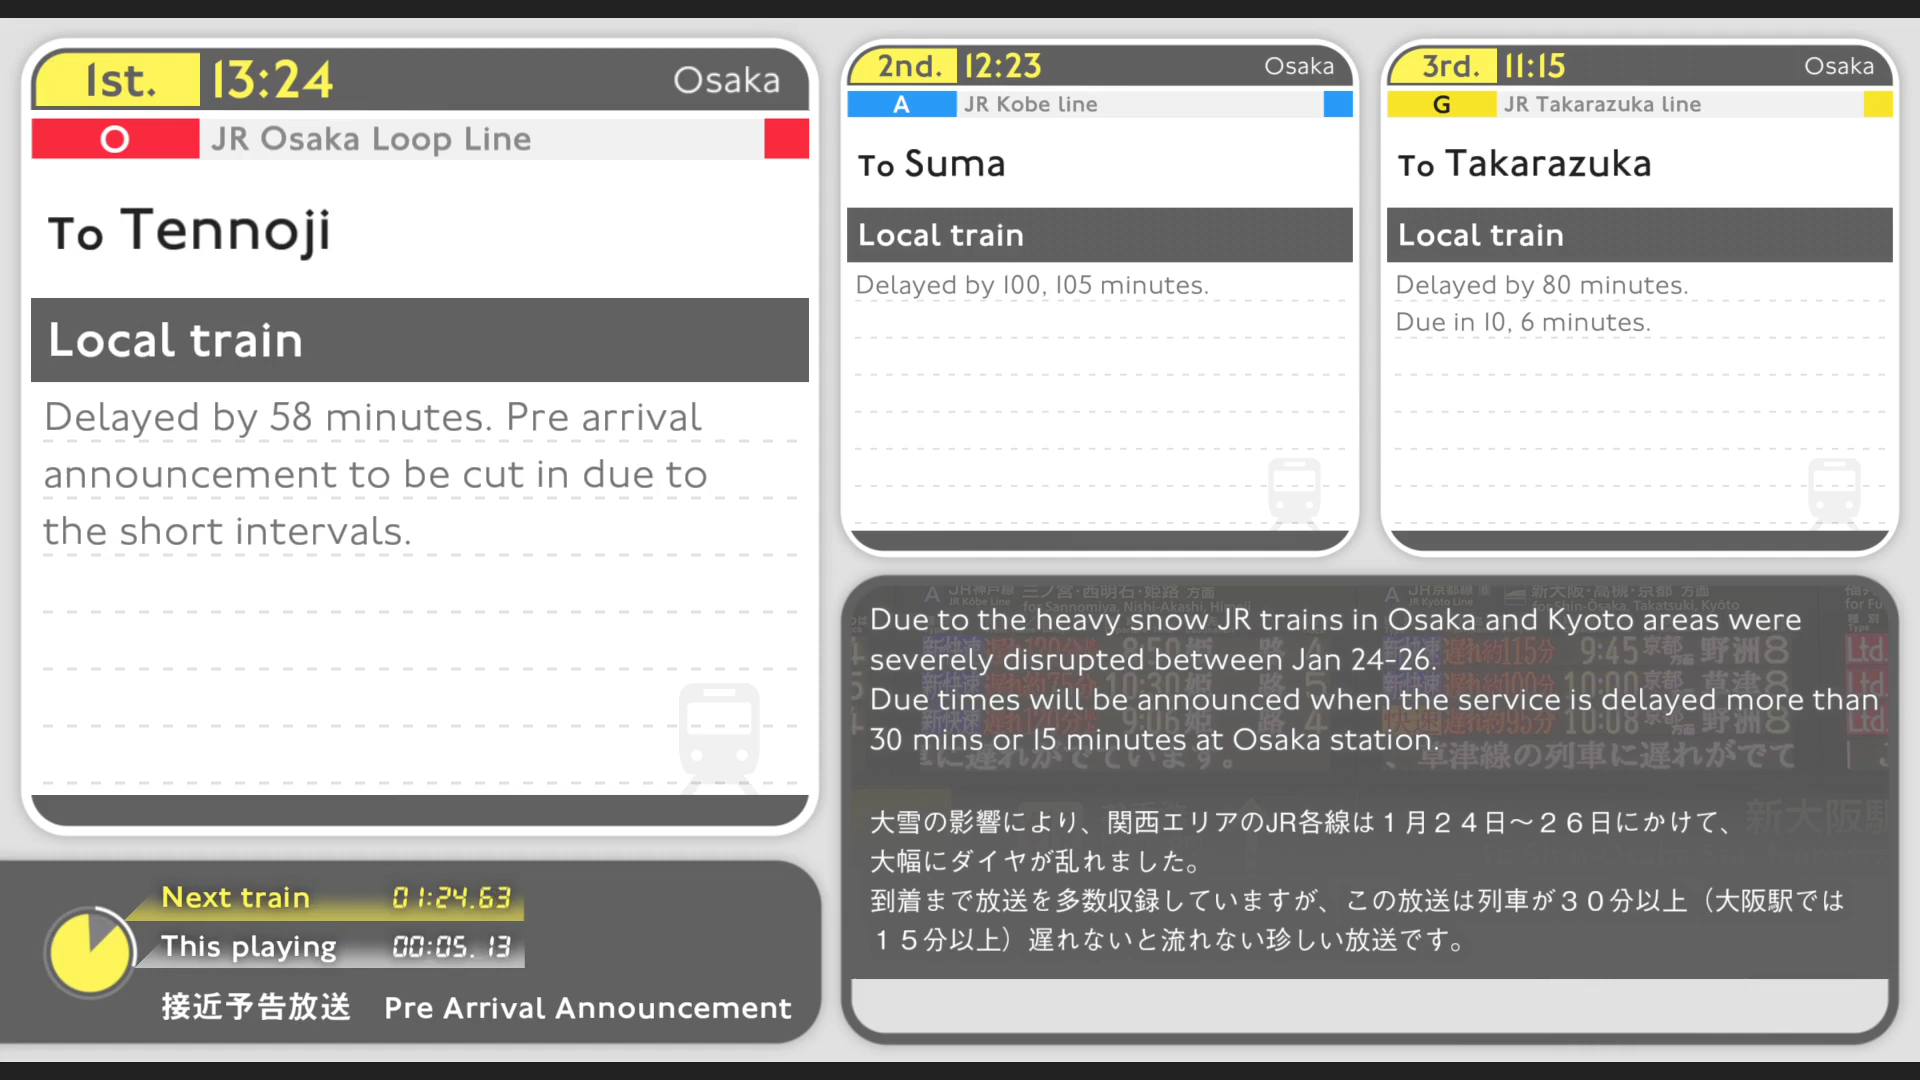 1st. 13:24 Osaka
O JR Osaka Loop Line
To Tennoji
Local train
Delayed by 58 minutes. Pre arrival
announcement to be cut in due to
the short intervals.
2nd. 12:23 Osaka
A JR Kobe line
To Suma
Local train
Delayed by 100, 105 minutes.
3rd. 11:15 Osaka
G JR Takarazuka line
To Takarazuka
Local train
Delayed by 80 minutes.
Due in 10, 6 minutes.
Due to the heavy snow JR trains in Osaka and Kyoto areas were
severely disrupted between Jan 24-26.
Due times will be announced when the service is delayed more than
30 mins or 15 minutes at Osaka station.
大雪の影響により、関西エリアのJR各線は１月２４日～２６日にかけて、
大幅にダイヤが乱れました。
到着まで放送を多数収録していますが、この放送は列車が３０分以上（大阪駅では
１５分以上）遅れないと流れない珍しい放送です。
Next train 01:24.63
This playing 00:05.13
接近予告放送 Pre Arrival Announcement